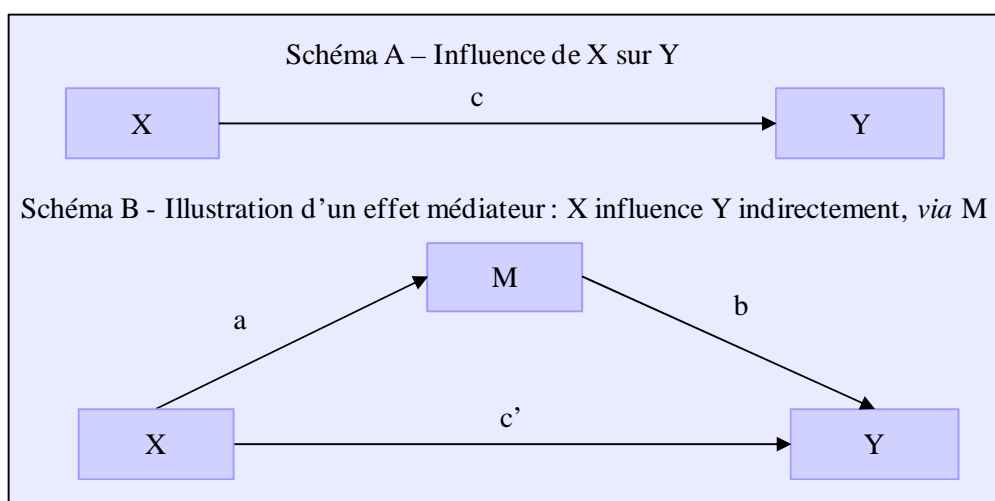 Schéma A – Influence de X sur Y
c
X
Y
Schéma B - Illustration d’un effet médiateur : X influence Y indirectement, via M
M
a
b
X
c’
Y